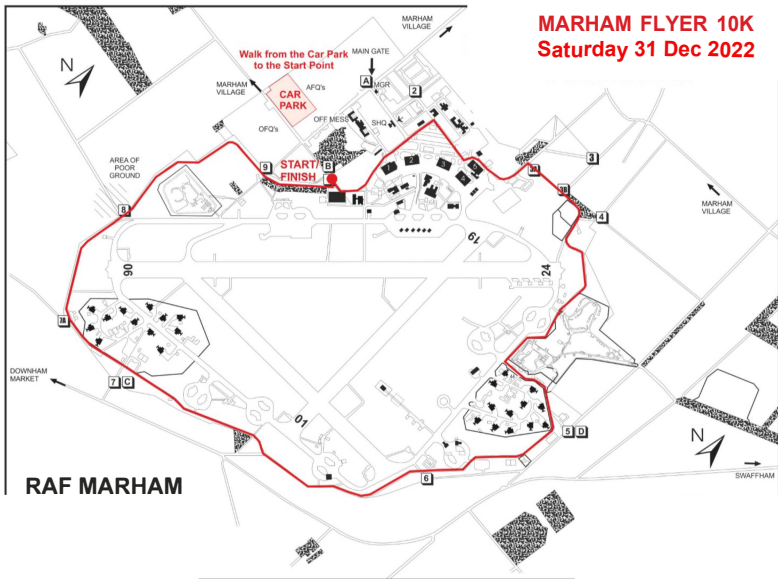 MARHAM FLYER 10K
Saturday 31 Dec 2022
MARHAM
VILLAGE
Walk from the Car Park
to the Start Point
MAIN GATE
N
A
MGR
MARHAM
VILLAGE
AFQ's
CAR
PARK
2
OFF MESS
SHQ
OFQ's
AREA OF
POOR
GROUND
9
START/
FINISH
B
1
2
3
3A
3
3B
4
MARHAM
VILLAGE
8
19
06
24
7A
DOWNHAM
MARKET
7 C
01
5 D
N
6
SWAFFHAM
RAF MARHAM